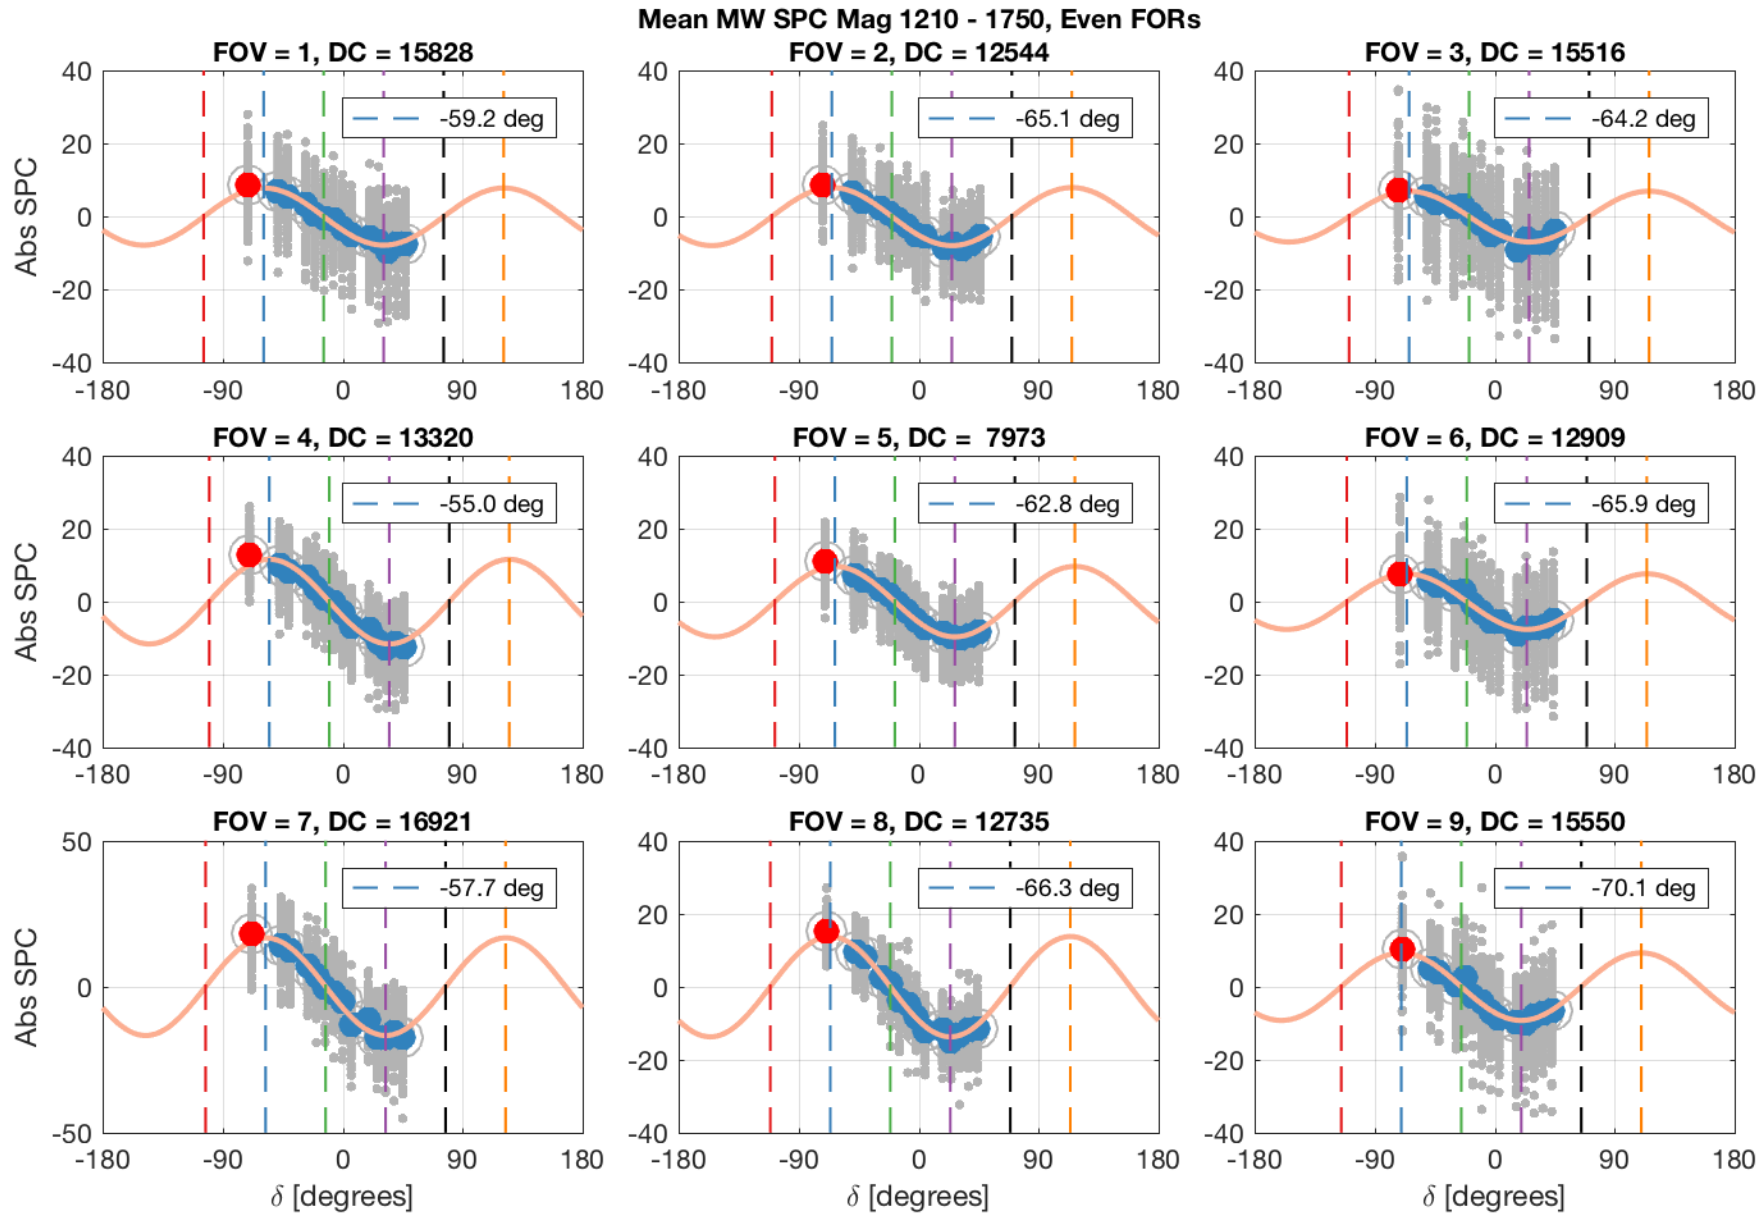 Mean MW SPC Mag 1210 - 1750, Even FORs
FOV = 1, DC = 15828
FOV = 2, DC = 12544
FOV = 3, DC = 15516
40
20
0
-20
-40
Abs SPC
-59.2 deg
-180 -90 0 90 180
40
20
0
-20
-40
-65.1 deg
-180 -90 0 90 180
40
20
0
-20
-40
-64.2 deg
-180 -90 0 90 180
FOV = 4, DC = 13320
FOV = 5, DC =  7973
FOV = 6, DC = 12909
40
20
0
-20
-40
Abs SPC
-55.0 deg
-180 -90 0 90 180
40
20
0
-20
-40
-62.8 deg
-180 -90 0 90 180
40
20
0
-20
-40
-65.9 deg
-180 -90 0 90 180
FOV = 7, DC = 16921
FOV = 8, DC = 12735
FOV = 9, DC = 15550
50
0
-50
Abs SPC
-57.7 deg
-180 -90 0 90 180
δ [degrees]
40
20
0
-20
-40
-66.3 deg
-180 -90 0 90 180
δ [degrees]
40
20
0
-20
-40
-70.1 deg
-180 -90 0 90 180
δ [degrees]